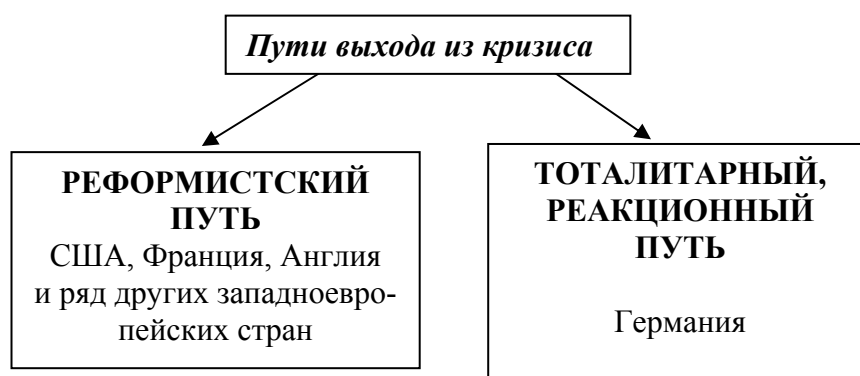 Пути выхода из кризиса
РЕФОРМИСТСКИЙ
ПУТЬ
США, Франция, Англия
и ряд других западноевро-
пейских стран
ТОТАЛИТАРНЫЙ,
РЕАКЦИОННЫЙ
ПУТЬ
Германия